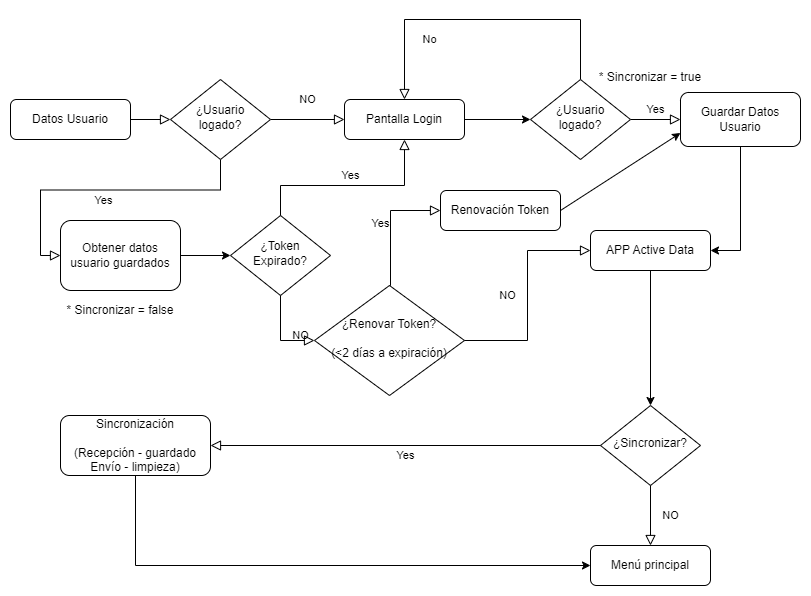 No
* Sincronizar = true
Datos Usuario
¿Usuario
logado?
NO
Pantalla Login
¿Usuario
logado?
Yes
Guardar Datos
Usuario
Yes
Yes
Obtener datos
usuario guardados
* Sincronizar = false
¿Token
Expirado?
Yes
Renovación Token
APP Active Data
NO
¿Renovar Token?
(<2 días a expiración)
NO
Sincronización
(Recepción - guardado
Envío - limpieza)
Yes
¿Sincronizar?
NO
Menú principal